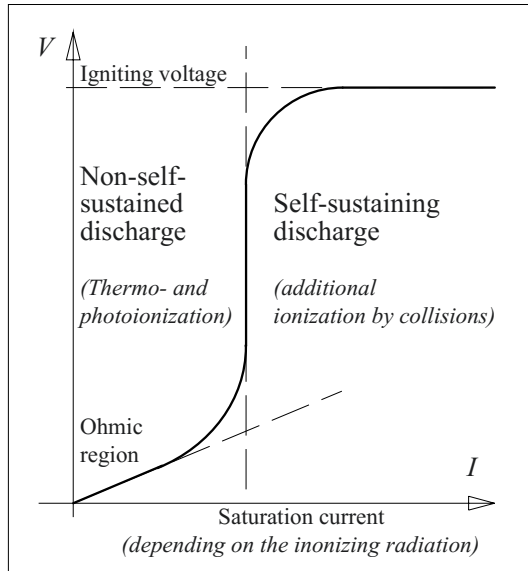 V
Igniting voltage
Non-self-
sustained
discharge
(Thermo- and
photoionization)
Self-sustaining
discharge
(additional
ionization by collisions)
Ohmic
region
I
Saturation current
(depending on the inonizing radiation)